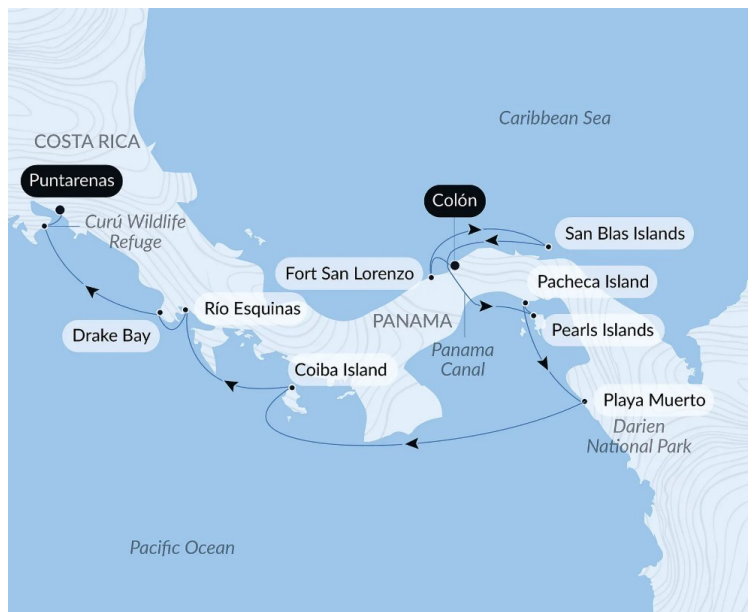 Caribbean Sea
COSTA RICA
Puntarenas
Colón
Curú Wildlife
Refuge
San Blas Islands
Fort San Lorenzo
Pacheca Island
Río Esquinas
PANAMA
Pearls Islands
Drake Bay
Panama
Canal
Coiba Island
Playa Muerto
Darien
National Park
Pacific Ocean